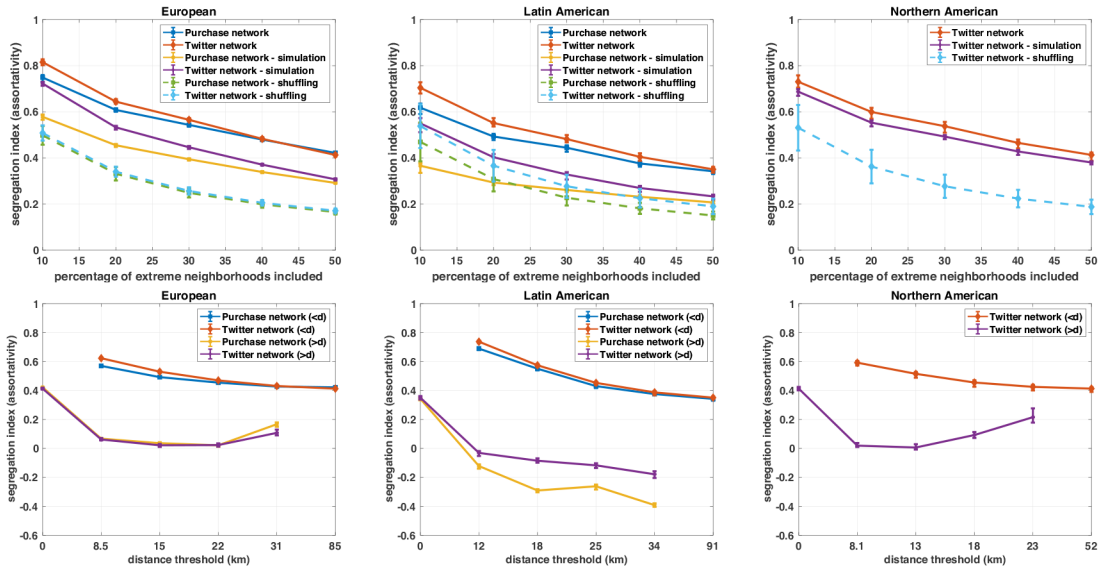 European
segregation index (assortativity)
1
0.8
0.6
0.4
0.2
0
Purchase network
Twitter network
Purchase network - simulation
Twitter network - simulation
Purchase network - shuffling
Twitter network - shuffling
10 15 20 25 30 35 40 45 50
percentage of extreme neighborhoods included
Latin American
segregation index (assortativity)
1
0.8
0.6
0.4
0.2
0
Purchase network
Twitter network
Purchase network - simulation
Twitter network - simulation
Purchase network - shuffling
Twitter network - shuffling
10 15 20 25 30 35 40 45 50
percentage of extreme neighborhoods included
Northern American
segregation index (assortativity)
1
0.8
0.6
0.4
0.2
0
Twitter network
Twitter network - simulation
Twitter network - shuffling
10 15 20 25 30 35 40 45 50
percentage of extreme neighborhoods included
European
segregation index (assortativity)
1
0.8
0.6
0.4
0.2
0
-0.2
-0.4
-0.6
Purchase network (<d)
Twitter network (<d)
Purchase network (>d)
Twitter network (>d)
0 8.5 15 22 31 85
distance threshold (km)
Latin American
segregation index (assortativity)
1
0.8
0.6
0.4
0.2
0
-0.2
-0.4
-0.6
Purchase network (<d)
Twitter network (<d)
Purchase network (>d)
Twitter network (>d)
0 12 18 25 34 91
distance threshold (km)
Northern American
segregation index (assortativity)
1
0.8
0.6
0.4
0.2
0
-0.2
-0.4
-0.6
Twitter network (<d)
Twitter network (>d)
0 8.1 13 18 23 52
distance threshold (km)